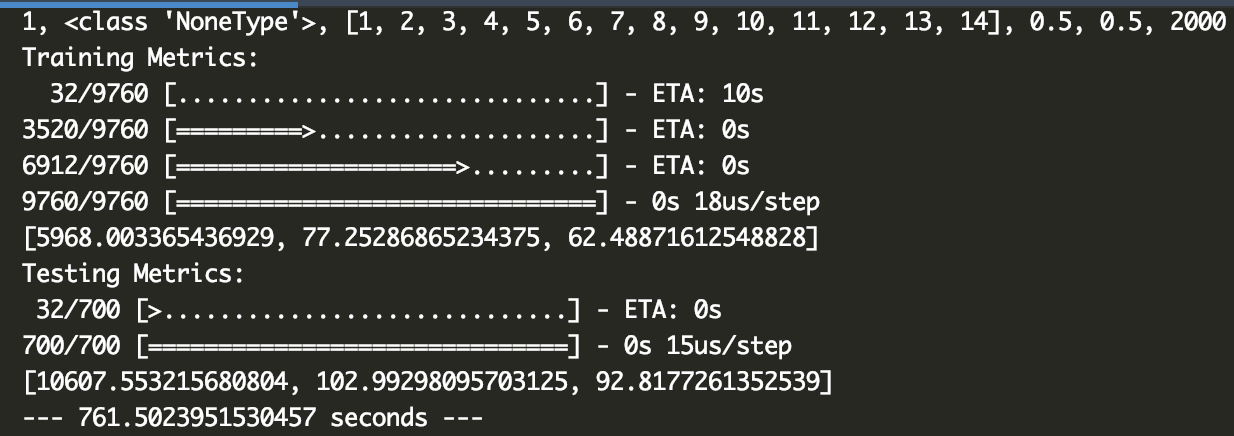 1, <class 'NoneType'>, [1, 2, 3, 4, 5, 6, 7, 8, 9, 10, 11, 12, 13, 14], 0.5, 0.5, 2000
Training Metrics:
32/9760 [..............................] - ETA: 10s
3520/9760 [=========>....................] - ETA: 0s
6912/9760 [====================>.........] - ETA: 0s
9760/9760 [==============================] - 0s 18us/step
[5968.003365436929, 77.25286865234375, 62.48871612548828]
Testing Metrics:
32/700 [>.............................] - ETA: 0s
700/700 [==============================] - 0s 15us/step
[10607.553215680804, 102.99298095703125, 92.8177261352539]
--- 761.5023951530457 seconds ---